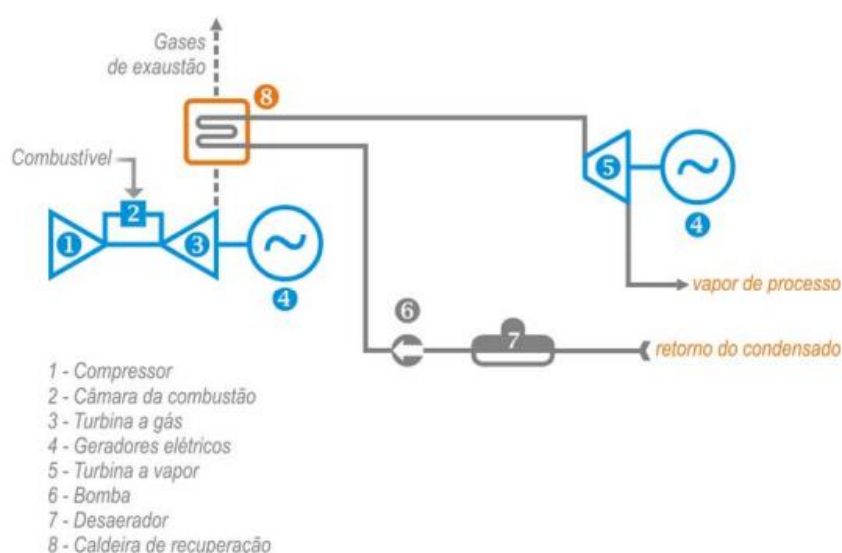 Gases
de exaustão
8
Combustível
2
1
3
4
5
4
vapor de processo
6
7
retorno do condensado
1 - Compressor
2 - Câmara da combustão
3 - Turbina a gás
4 - Geradores elétricos
5 - Turbina a vapor
6 - Bomba
7 - Desaerador
8 - Caldeira de recuperação